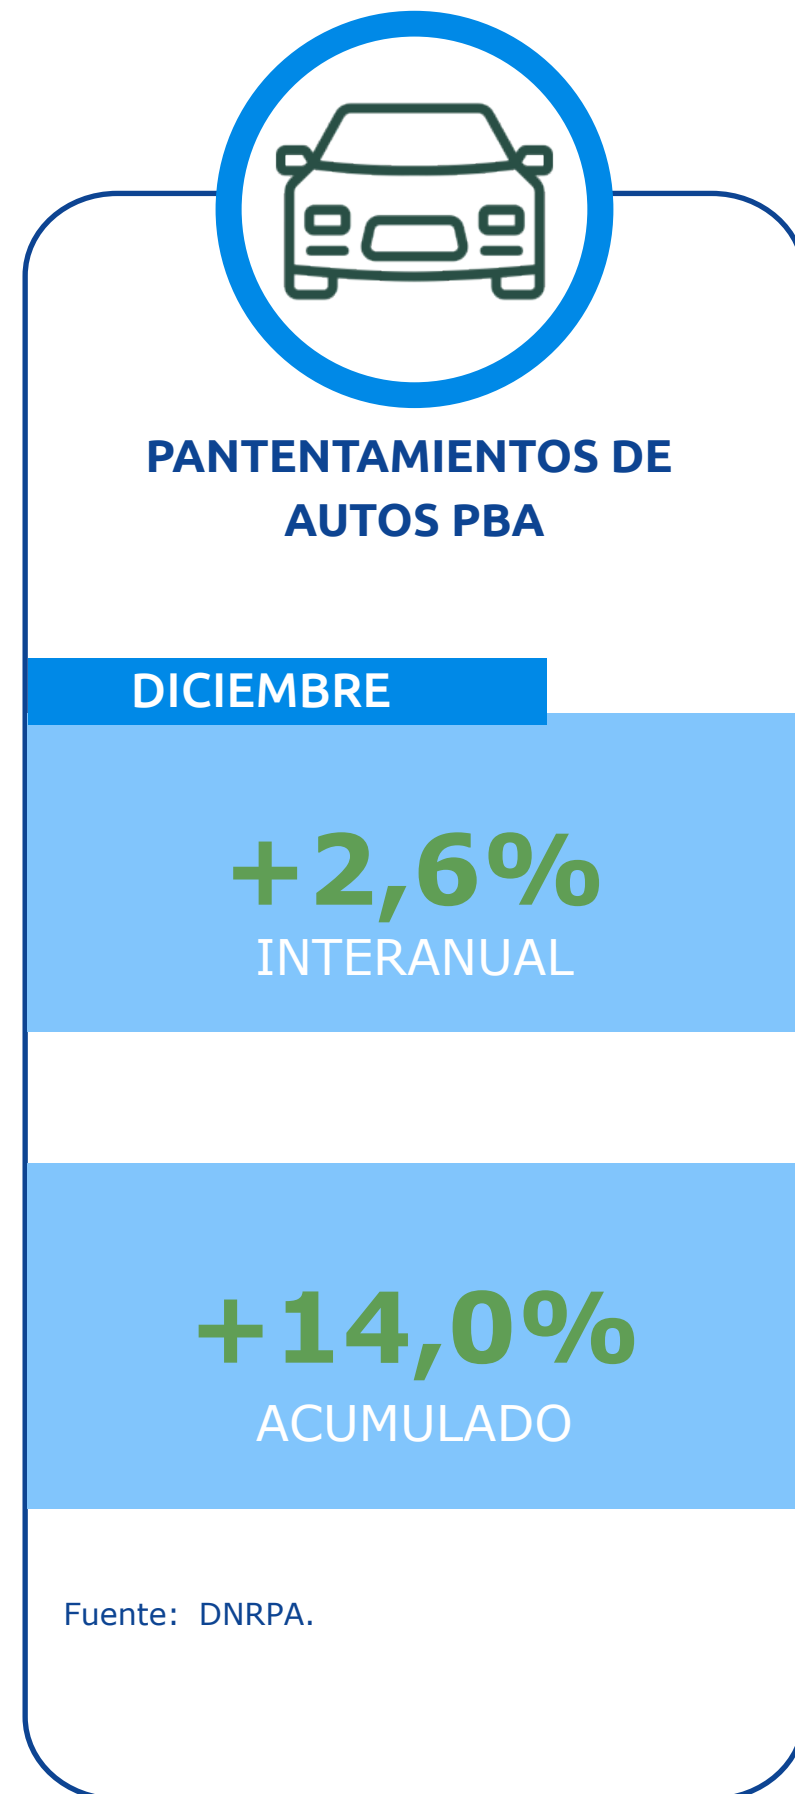 PANTENTAMIENTOS DE
AUTOS PBA
DICIEMBRE
+2,6%
INTERANUAL
+14,0%
ACUMULADO
Fuente: DNRPA.